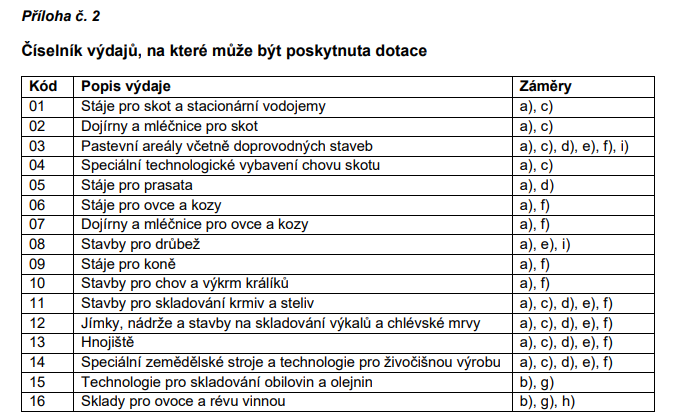 Příloha č. 2
Číselník výdajů, na které může být poskytnuta dotace
Kód Popis výdaje Záměry
01 Stáje pro skot a stacionární vodojemy a), c)
02 Dojírny a mléčnice pro skot a), c)
03 Pastevní areály včetně doprovodných staveb a), c), d), e), f), i)
04 Speciální technologické vybavení chovu skotu a), c)
05 Stáje pro prasata a), d)
06 Stáje pro ovce a kozy a), f)
07 Dojírny a mléčnice pro ovce a kozy a), f)
08 Stavby pro drůbež a), e), i)
09 Stáje pro koně a), f)
10 Stavby pro chov a výkrm králíků a), f)
11 Stavby pro skladování krmiv a steliv a), c), d), e), f)
12 Jímky, nádrže a stavby na skladování výkalů a chlévské mrvy a), c), d), e), f)
13 Hnojiště a), c), d), e), f)
14 Speciální zemědělské stroje a technologie pro živočišnou výrobu a), c), d), e), f)
15 Technologie pro skladování obilovin a olejnin b), g)
16 Sklady pro ovoce a révu vinnou b), g), h)